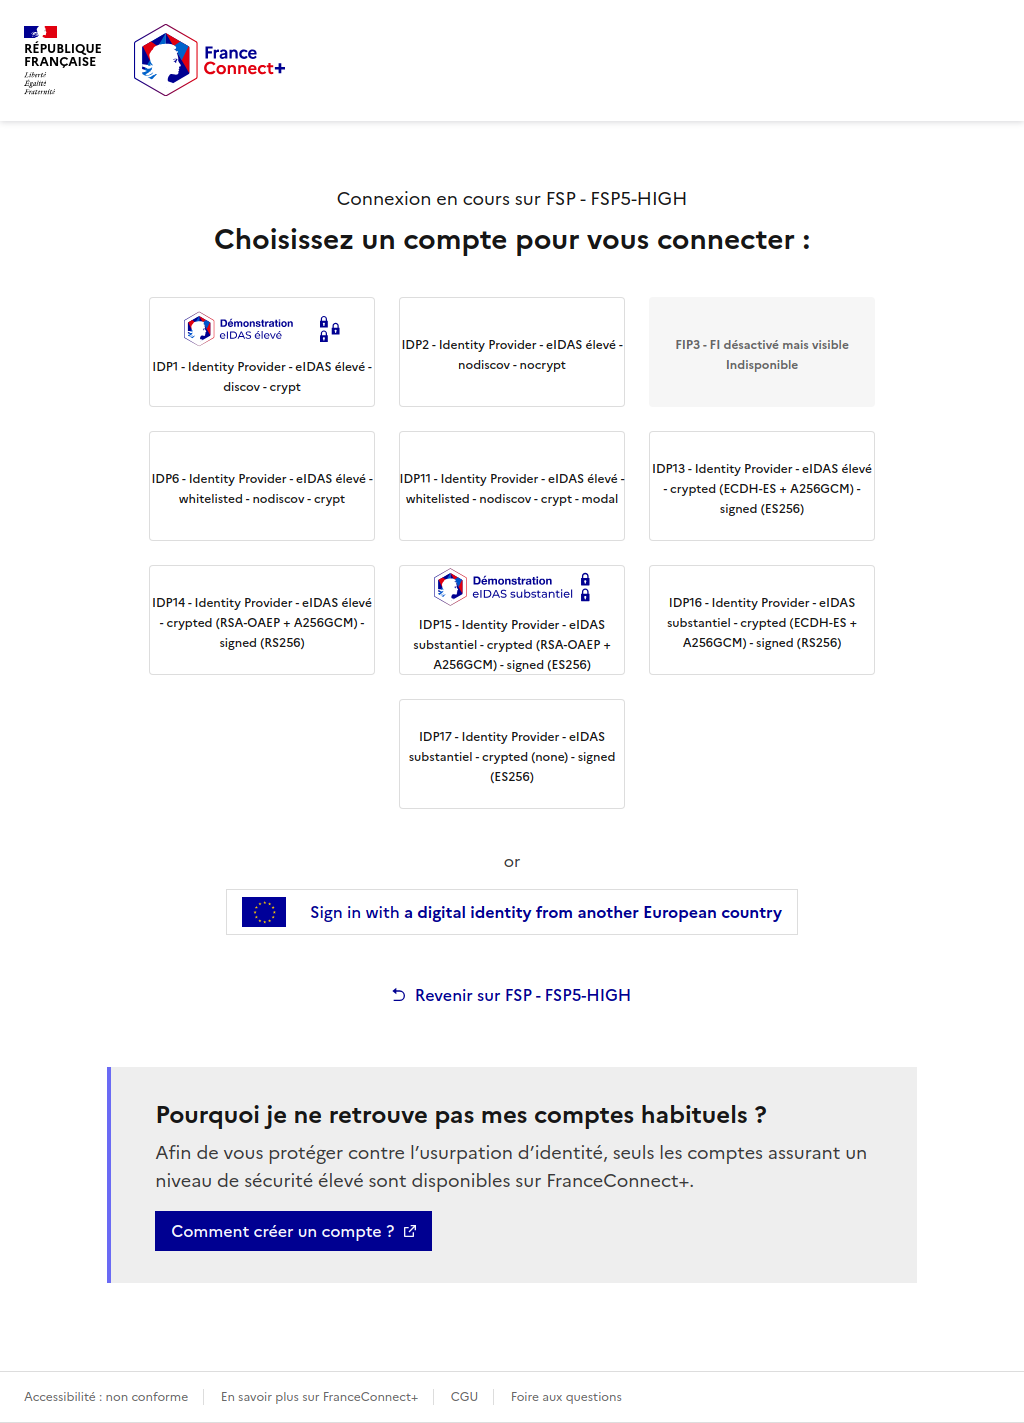 RÉPUBLIQUE
FRANÇAISE
Liberté
Égalité
Fraternité
France
Connect+
Connexion en cours sur FSP - FSP5-HIGH
Choisissez un compte pour vous connecter :
Démonstration
eIDAS élevé
IDP1 - Identity Provider - eIDAS élevé -
discov - crypt
IDP2 - Identity Provider - eIDAS élevé -
nodiscov - nocrypt
FIP3 - FI désactivé mais visible
Indisponible
IDP6 - Identity Provider - eIDAS élevé -
whitelisted - nodiscov - crypt
IDP11 - Identity Provider - eIDAS élevé -
whitelisted - nodiscov - crypt - modal
IDP13 - Identity Provider - eIDAS élevé
- crypted (ECDH-ES + A256GCM) -
signed (ES256)
IDP14 - Identity Provider - eIDAS élevé
- crypted (RSA-OAEP + A256GCM) -
signed (RS256)
Démonstration
eIDAS substantiel
IDP15 - Identity Provider - eIDAS
substantiel - crypted (RSA-OAEP +
A256GCM) - signed (ES256)
IDP16 - Identity Provider - eIDAS
substantiel - crypted (ECDH-ES +
A256GCM) - signed (RS256)
IDP17 - Identity Provider - eIDAS
substantiel - crypted (none) - signed
(ES256)
or
Sign in with a digital identity from another European country
Revenir sur FSP - FSP5-HIGH
Pourquoi je ne retrouve pas mes comptes habituels ?
Afin de vous protéger contre l’usurpation d’identité, seuls les comptes assurant un
niveau de sécurité élevé sont disponibles sur FranceConnect+.
Comment créer un compte ?
Accessibilité : non conforme
En savoir plus sur FranceConnect+
CGU
Foire aux questions